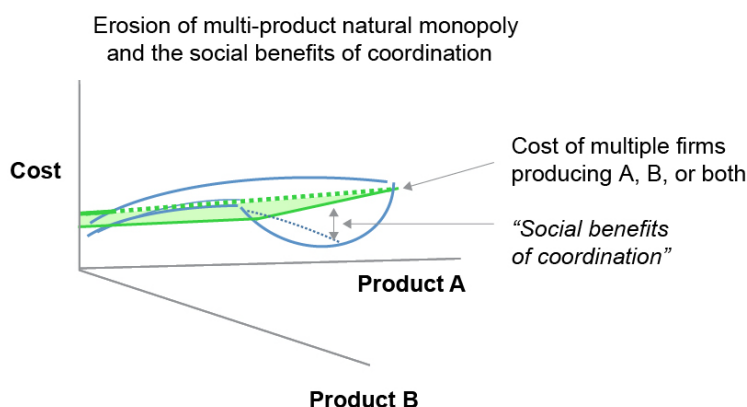 Erosion of multi-product natural monopoly
and the social benefits of coordination
Cost
Cost of multiple firms
producing A, B, or both
“Social benefits
of coordination”
Product A
Product B